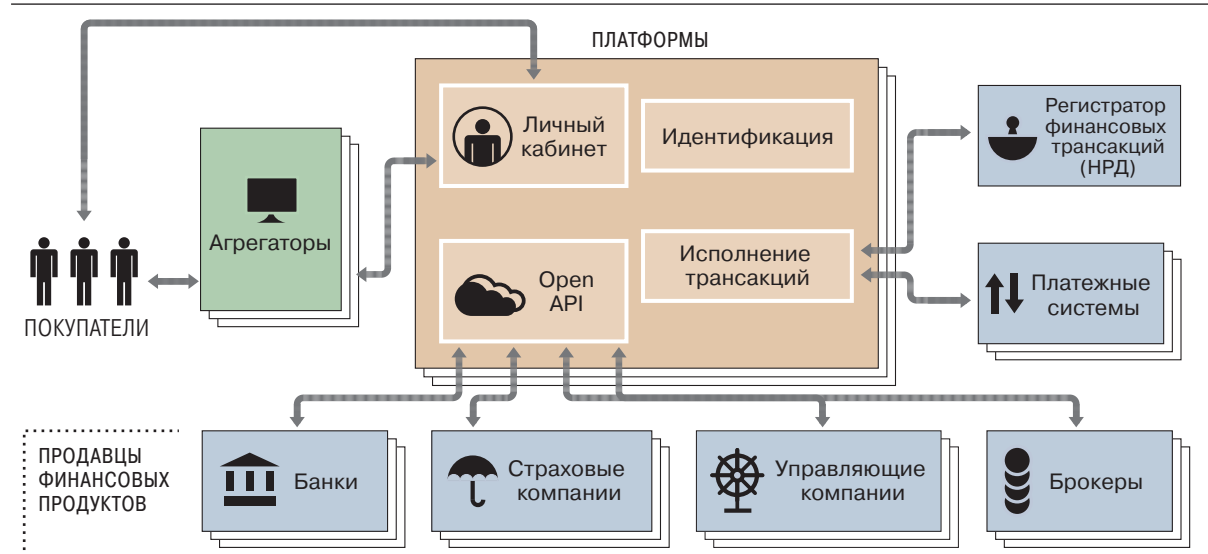 ПЛАТФОРМЫ
Личный
кабинет
Идентификация
Регистратор
финансовых
трансакций
(НРД)
Агрегаторы
Open
API
Исполнение
трансакций
Платежные
системы
ПОКУПАТЕЛИ
ПРОДАВЦЫ
ФИНАНСОВЫХ
ПРОДУКТОВ
Банки
Страховые
компании
Управляющие
компании
Брокеры